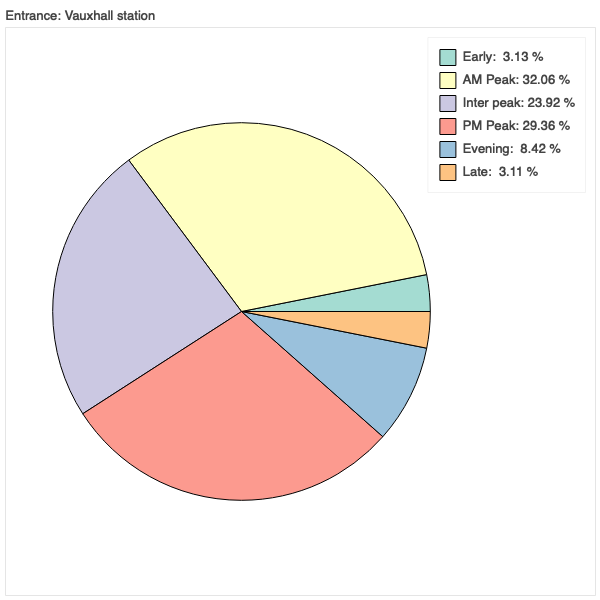 Entrance: Vauxhall station
Early:  3.13 %
AM Peak: 32.06 %
Inter peak: 23.92 %
PM Peak: 29.36 %
Evening:  8.42 %
Late:  3.11 %